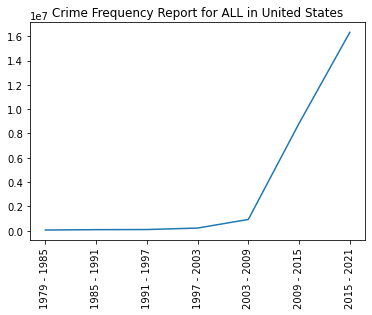 Crime Frequency Report for ALL in United States
1e7
1.6
1.4
1.2
1.0
0.8
0.6
0.4
0.2
0.0
1979 - 1985
1985 - 1991
1991 - 1997
1997 - 2003
2003 - 2009
2009 - 2015
2015 - 2021